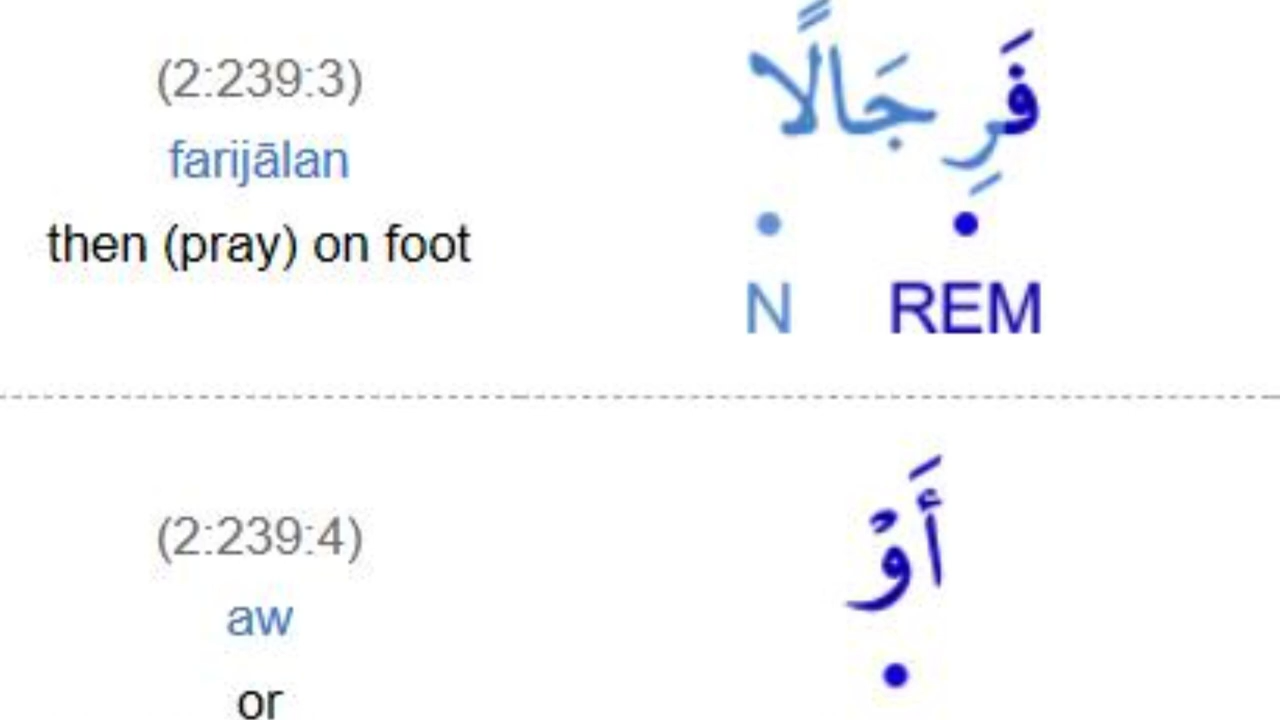 (2:239:3)
farijālan
then (pray) on foot
فَرِجَالًا
N REM
(2:239:4)
aw
or
أَوْ